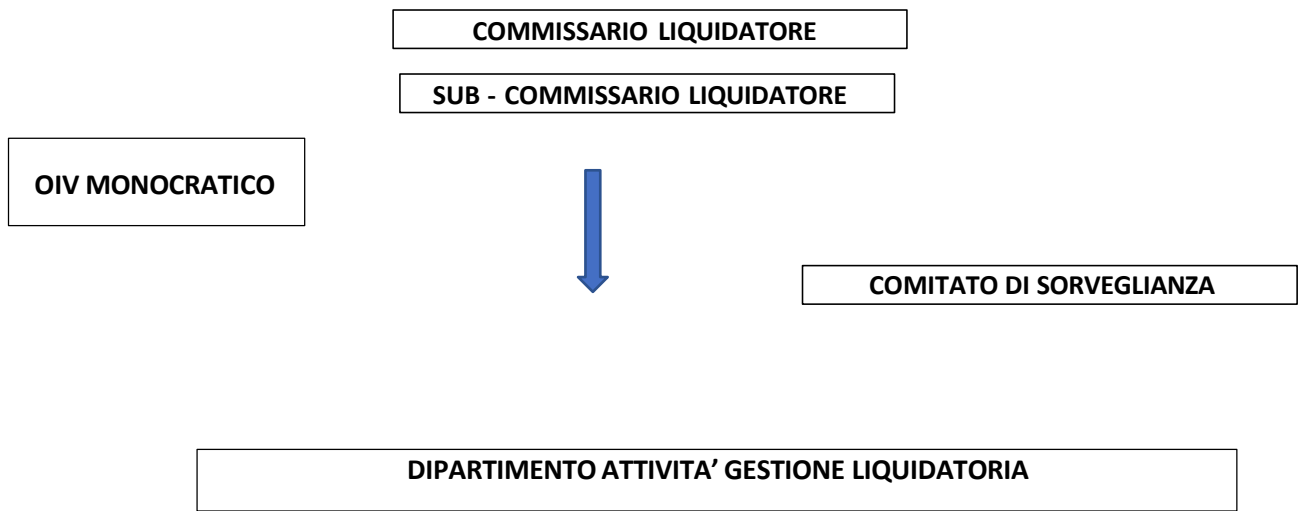 COMMISSARIO LIQUIDATORE
SUB - COMMISSARIO LIQUIDATORE
OIV MONOCRATICO
COMITATO DI SORVEGLIANZA
DIPARTIMENTO ATTIVITA’ GESTIONE LIQUIDATORIA